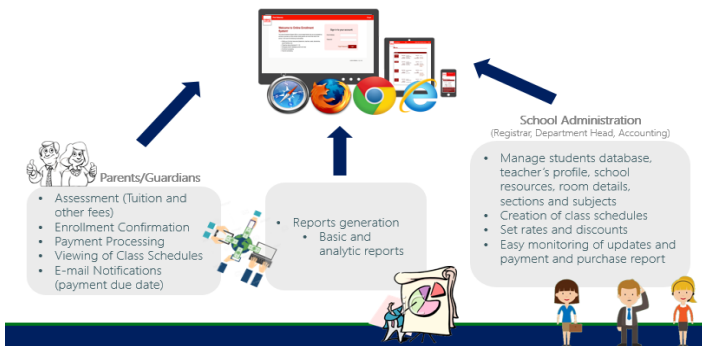 School Administration
(Registrar, Department Head, Accounting)
Parents/Guardians
• Assessment (Tuition and
other fees)
• Enrollment Confirmation
• Payment Processing
• Viewing of Class Schedules
• E-mail Notifications
(payment due date)
• Reports generation
• Basic and
analytic reports
• Manage students database,
teacher's profile, school
resources, room details,
sections and subjects
• Creation of class schedules
• Set rates and discounts
• Easy monitoring of updates and
payment and purchase report